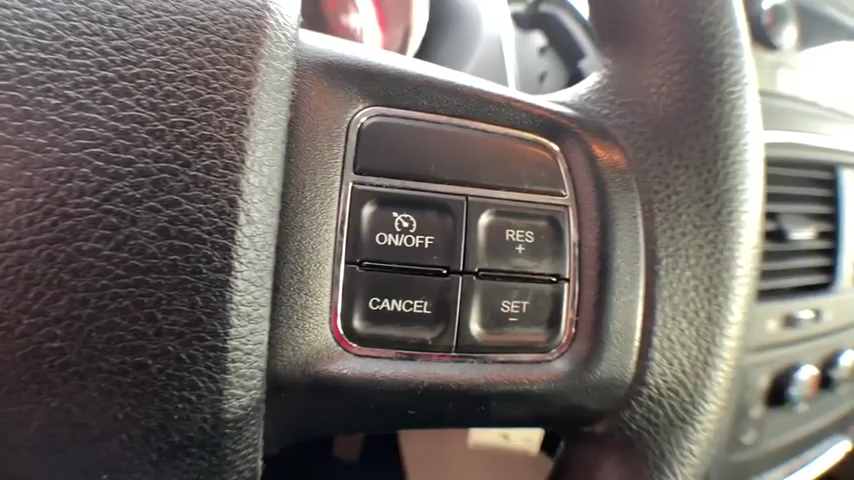 ON/OFF
RES
+
CANCEL
SET
–